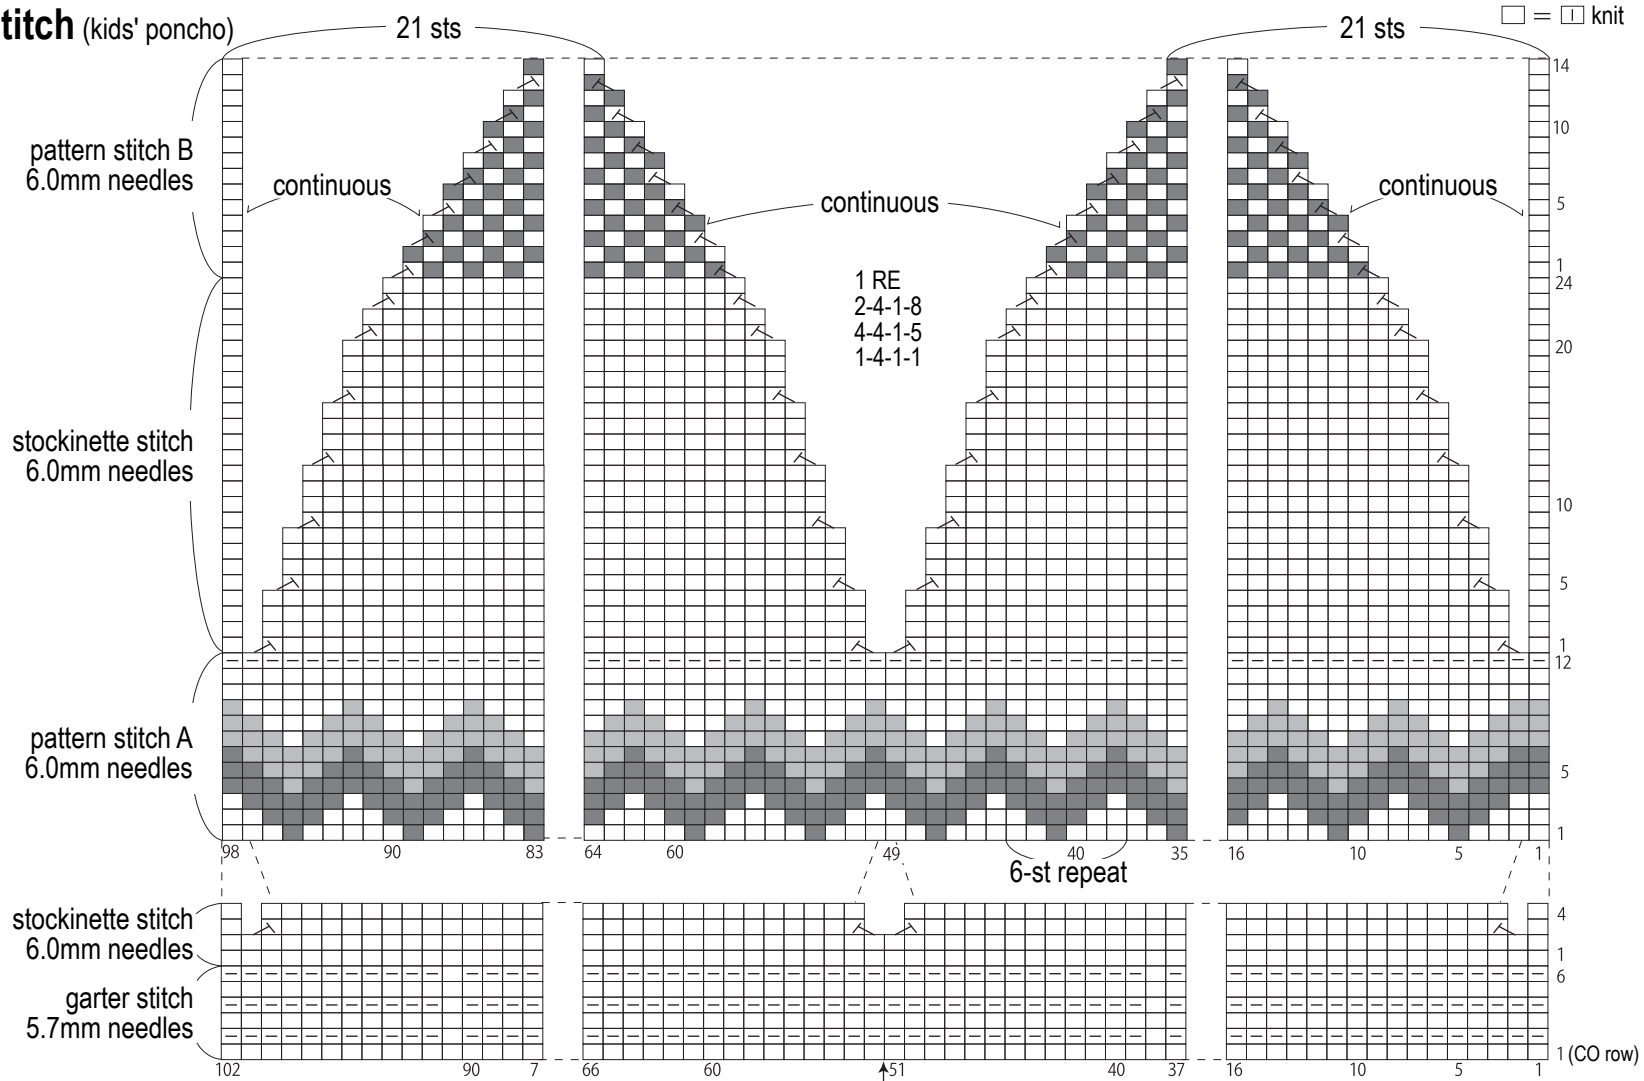 titch (kids' poncho)
21 sts
21 sts
= knit
14
pattern stitch B
6.0mm needles
10
continuous
continuous
continuous
5
1
24
1 RE
2-4-1-8
4-4-1-5
1-4-1-1
20
stockinette stitch
6.0mm needles
10
5
1
12
pattern stitch A
6.0mm needles
5
1
98 90 83 64 60 49 40 35 16 10 5 1
6-st repeat
stockinette stitch
6.0mm needles
4
1
6
garter stitch
5.7mm needles
1 (CO row)
102 90 7 66 60 51 40 37 16 10 5 1